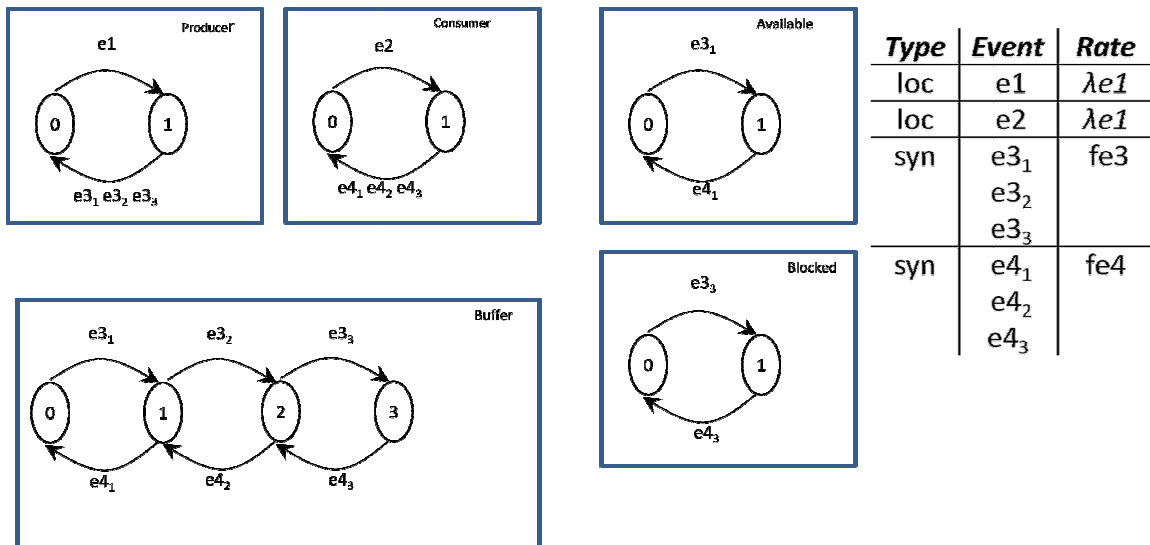 Producer
e1
0
1
e3₁ e3₂ e3₃
Consumer
e2
0
1
e4₁ e4₂ e4₃
Available
e3₁
0
1
e4₁
Type Event Rate
loc e1 λe1
loc e2 λe1
syn e3₁ fe3
e3₂
e3₃
syn e4₁ fe4
e4₂
e4₃
Blocked
e3₃
0
1
e4₃
Buffer
e3₁ e3₂ e3₃
0 1 2 3
e4₁ e4₂ e4₃